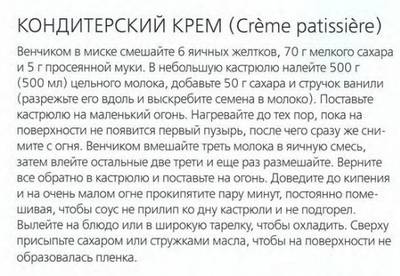 КОНДИТЕРСКИЙ КРЕМ (Crème patissière)
Венчиком в миске смешайте 6 яичных желтков, 70 г мелкого сахара
и 5 г просеянной муки. В небольшую кастрюлю налейте 500 г
(500 мл) цельного молока, добавьте 50 г сахара и стручок ванили
(разрежьте его вдоль и выскребите семена в молоко). Поставьте
кастрюлю на маленький огонь. Нагревайте до тех пор, пока на
поверхности не появится первый пузырь, после чего сразу же сни-
мите с огня. Венчиком вмешайте треть молока в яичную смесь,
затем влейте остальные две трети и еще раз размешайте. Верните
все обратно в кастрюлю и поставьте на огонь. Доведите до кипения
и на очень малом огне прокипятите пару минут, постоянно поме-
шивая, чтобы соус не прилип ко дну кастрюли и не подгорел.
Вылейте на блюдо или в широкую тарелку, чтобы охладить. Сверху
присыпьте сахаром или стружками масла, чтобы на поверхности не
образовалась пленка.